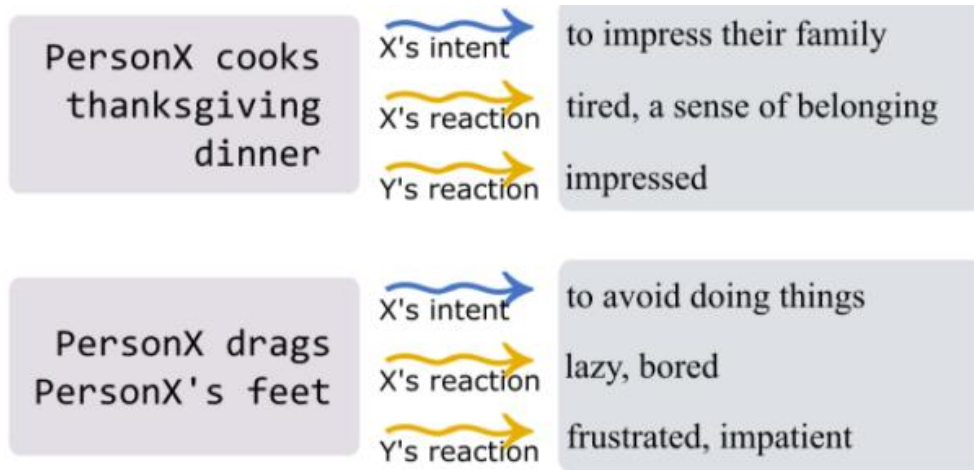 PersonX cooks
thanksgiving
dinner
X's intent
to impress their family
X's reaction
tired, a sense of belonging
Y's reaction
impressed
PersonX drags
PersonX's feet
X's intent
to avoid doing things
X's reaction
lazy, bored
Y's reaction
frustrated, impatient